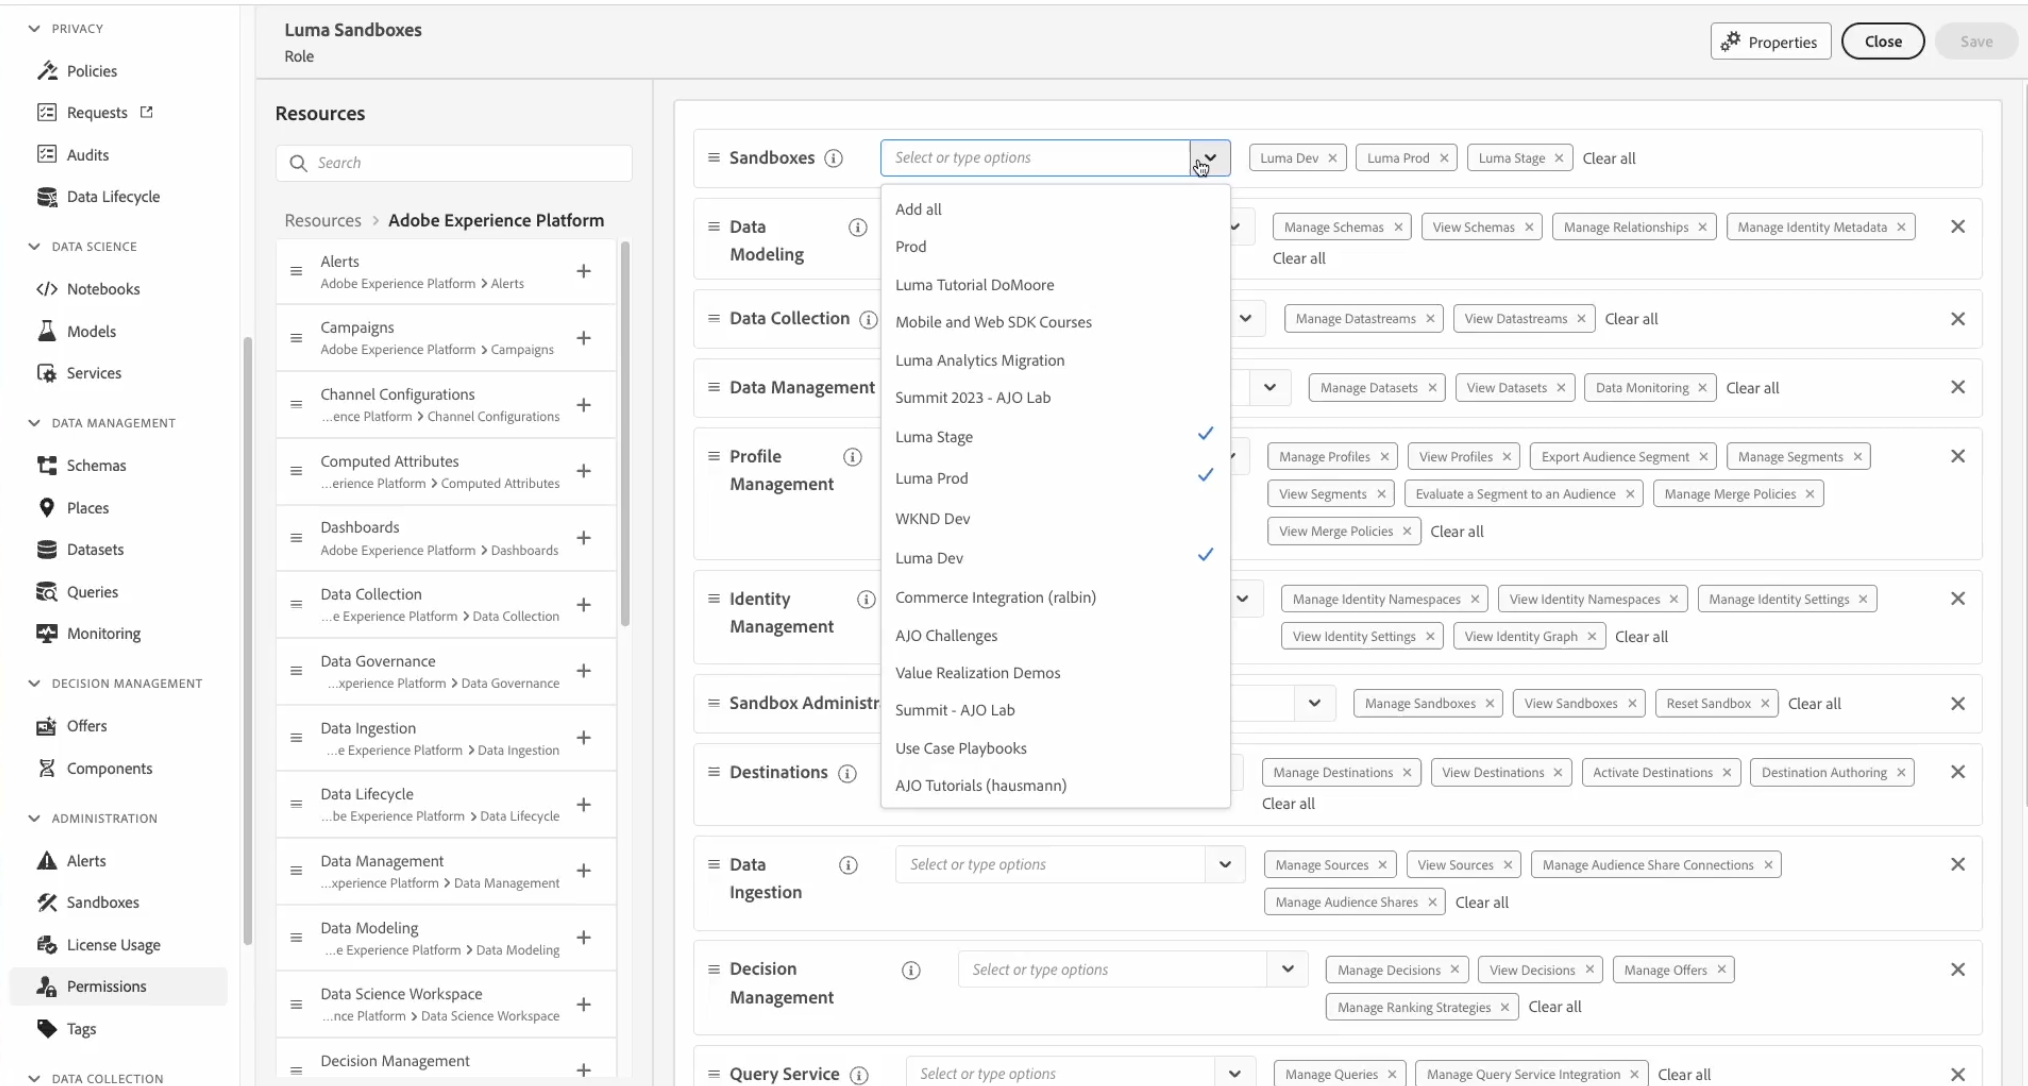 PRIVACY
Policies
Requests
Audits
Data Lifecycle
DATA SCIENCE
Notebooks
Models
Services
DATA MANAGEMENT
Schemas
Places
Datasets
Queries
Monitoring
DECISION MANAGEMENT
Offers
Components
ADMINISTRATION
Alerts
Sandboxes
License Usage
Permissions
Tags
DATA COLLECTION
Luma Sandboxes
Role
Properties
Close
Save
Resources
Search
Resources > Adobe Experience Platform
Alerts
Adobe Experience Platform > Alerts
Campaigns
Adobe Experience Platform > Campaigns
Channel Configurations
...ence Platform > Channel Configurations
Computed Attributes
...erience Platform > Computed Attributes
Dashboards
Adobe Experience Platform > Dashboards
Data Collection
...e Experience Platform > Data Collection
Data Governance
...xperience Platform > Data Governance
Data Ingestion
...e Experience Platform > Data Ingestion
Data Lifecycle
...be Experience Platform > Data Lifecycle
Data Management
...xperience Platform > Data Management
Data Modeling
...e Experience Platform > Data Modeling
Data Science Workspace
...nce Platform > Data Science Workspace
Decision Management
Sandboxes
Select or type options
Luma Dev Luma Prod Luma Stage Clear all
Add all
Prod
Luma Tutorial DoMoore
Mobile and Web SDK Courses
Luma Analytics Migration
Summit 2023 - AJO Lab
Luma Stage
Luma Prod
WKND Dev
Luma Dev
Commerce Integration (ralbin)
AJO Challenges
Value Realization Demos
Summit - AJO Lab
Use Case Playbooks
AJO Tutorials (hausmann)
Data
Modeling
Manage Schemas View Schemas Manage Relationships Manage Identity Metadata
Clear all
Data Collection
Manage Datastreams View Datastreams Clear all
Data Management
Manage Datasets View Datasets Data Monitoring Clear all
Profile
Management
Manage Profiles View Profiles Export Audience Segment Manage Segments
View Segments Evaluate a Segment to an Audience Manage Merge Policies
View Merge Policies Clear all
Identity
Management
Manage Identity Namespaces View Identity Namespaces Manage Identity Settings
View Identity Settings View Identity Graph Clear all
Sandbox Administr
Manage Sandboxes View Sandboxes Reset Sandbox Clear all
Destinations
Manage Destinations View Destinations Activate Destinations Destination Authoring
Clear all
Data
Ingestion
Select or type options
Manage Sources View Sources Manage Audience Share Connections
Manage Audience Shares Clear all
Decision
Management
Select or type options
Manage Decisions View Decisions Manage Offers
Manage Ranking Strategies Clear all
Query Service
Select or type options
Manage Queries Manage Query Service Integration Clear all